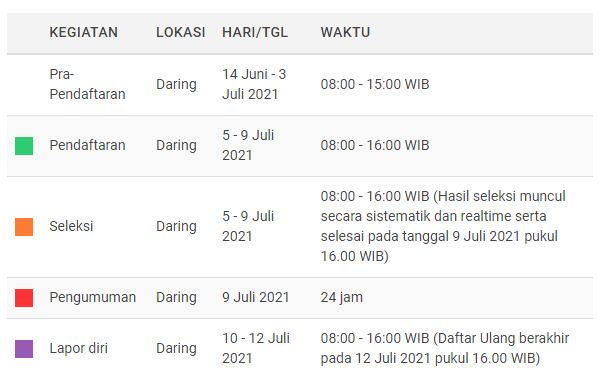 KEGIATAN LOKASI HARI/TGL WAKTU
Pra-
Pendaftaran
Daring
14 Juni - 3
Juli 2021
08:00 - 15:00 WIB
Pendaftaran
Daring
5 - 9 Juli
2021
08:00 - 16:00 WIB
Seleksi
Daring
5 - 9 Juli
2021
08:00 - 16:00 WIB (Hasil seleksi muncul
secara sistematik dan realtime serta
selesai pada tanggal 9 Juli 2021 pukul
16.00 WIB)
Pengumuman
Daring
9 Juli 2021
24 jam
Lapor diri
Daring
10 - 12 Juli
2021
08:00 - 16:00 WIB (Daftar Ulang berakhir
pada 12 Juli 2021 pukul 16.00 WIB)